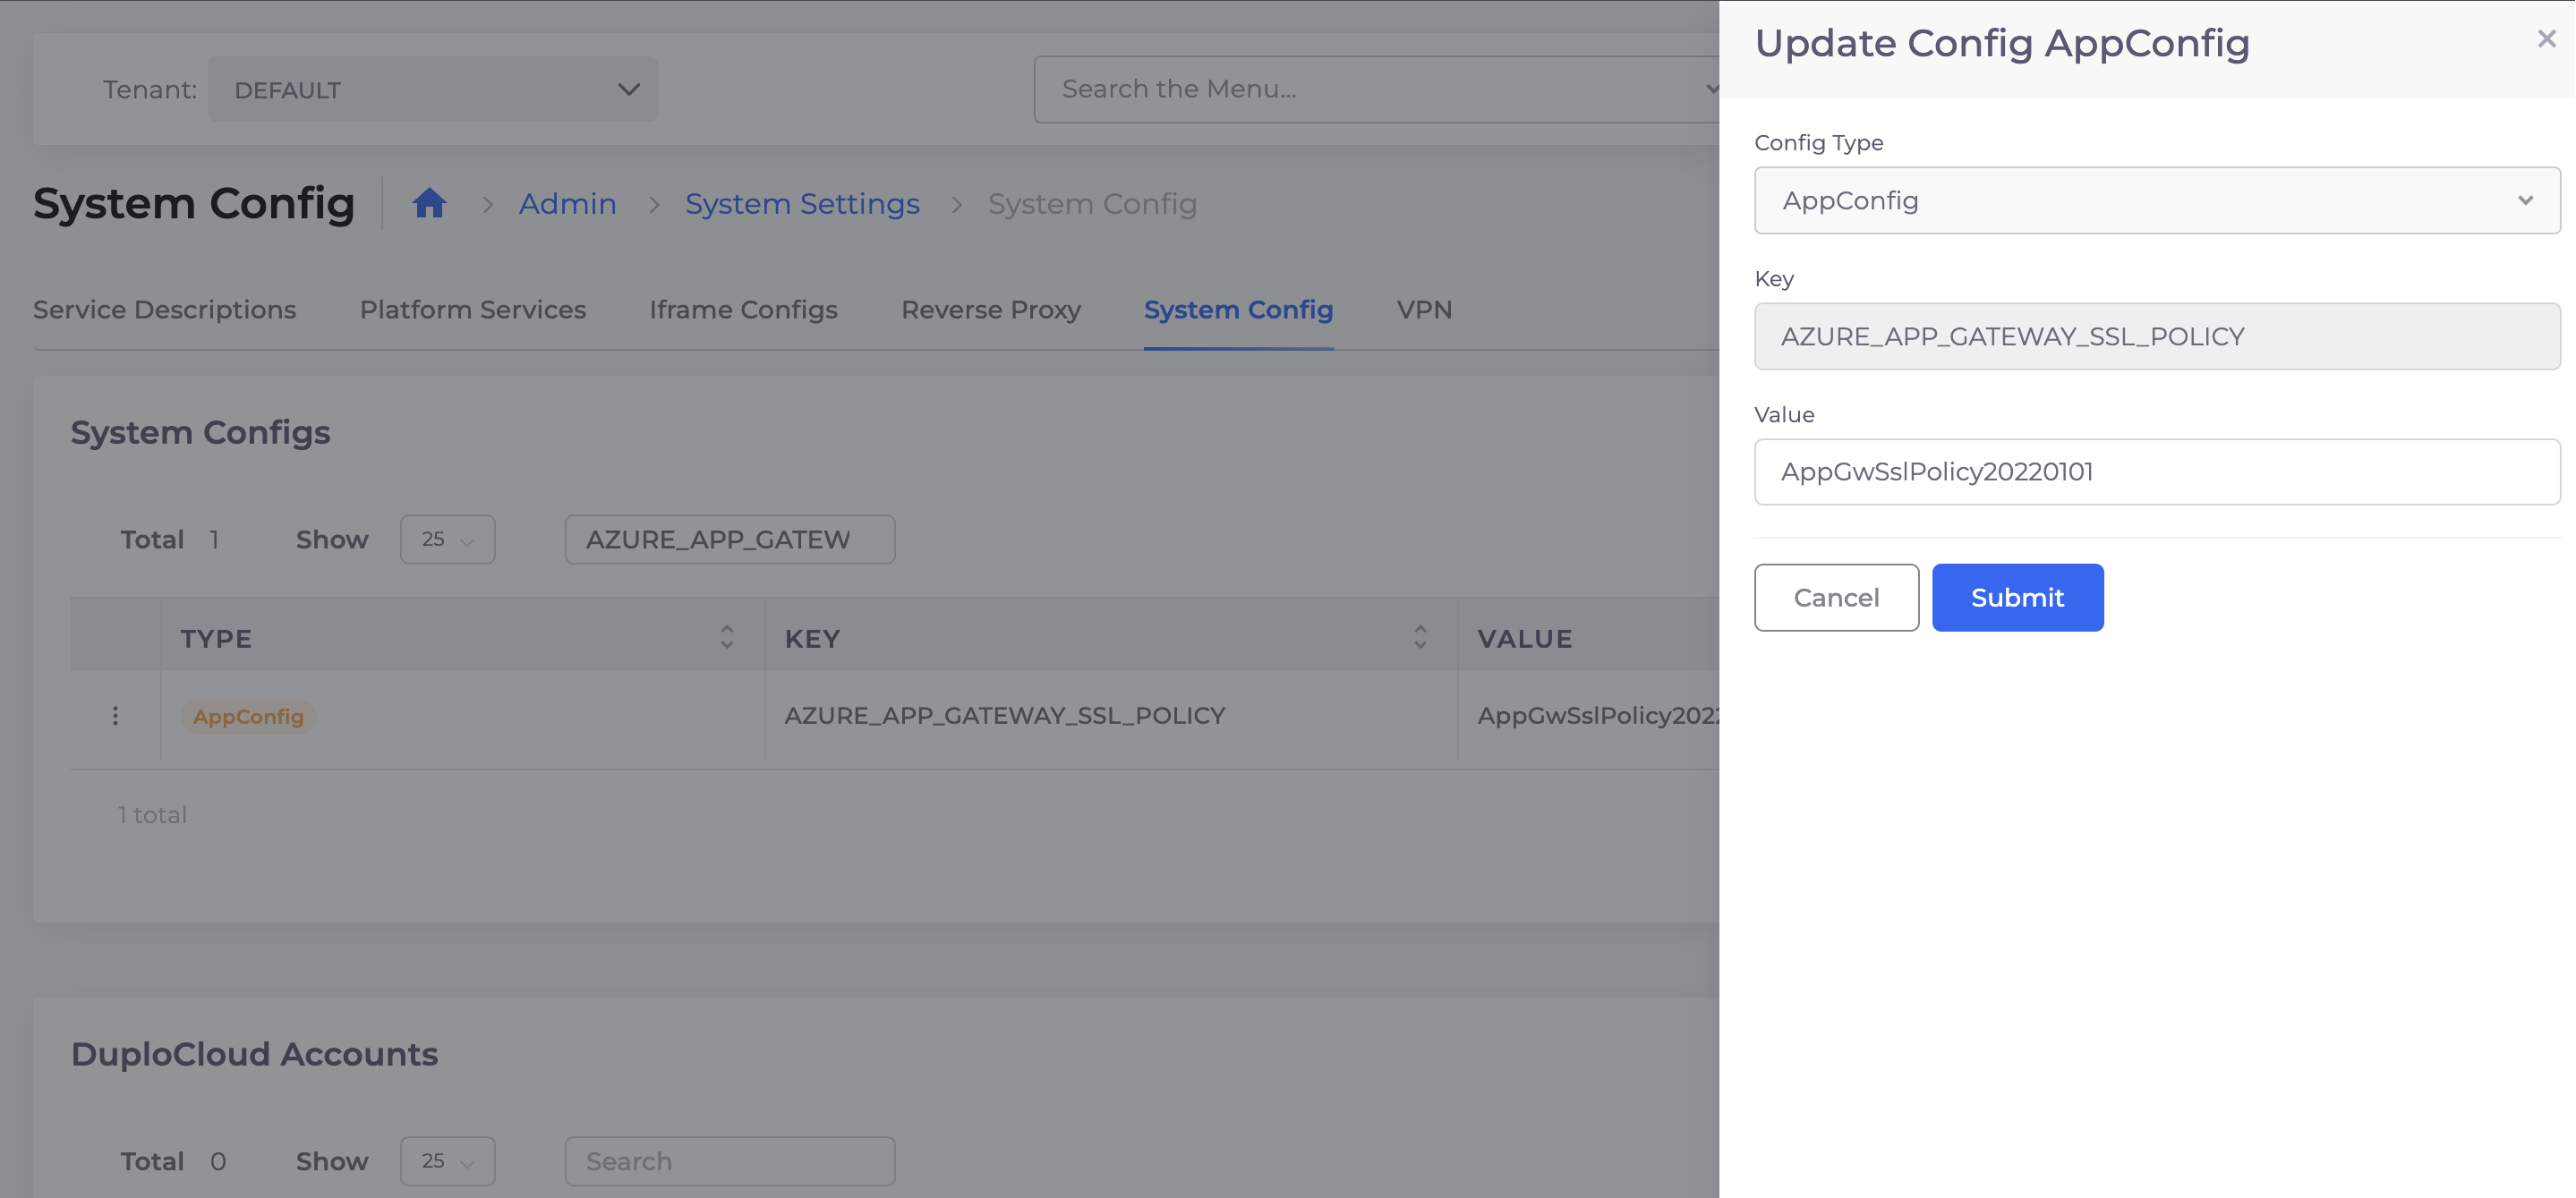 Tenant: DEFAULT
Search the Menu...
System Config
Admin > System Settings > System Config
Service Descriptions Platform Services Iframe Configs Reverse Proxy System Config VPN
System Configs
Total 1 Show 25 AZURE_APP_GATEW
TYPE KEY VALUE
AppConfig AZURE_APP_GATEWAY_SSL_POLICY AppGwSslPolicy202
1 total
DuploCloud Accounts
Total 0 Show 25 Search
Update Config AppConfig
Config Type
AppConfig
Key
AZURE_APP_GATEWAY_SSL_POLICY
Value
AppGwSslPolicy20220101
Cancel Submit